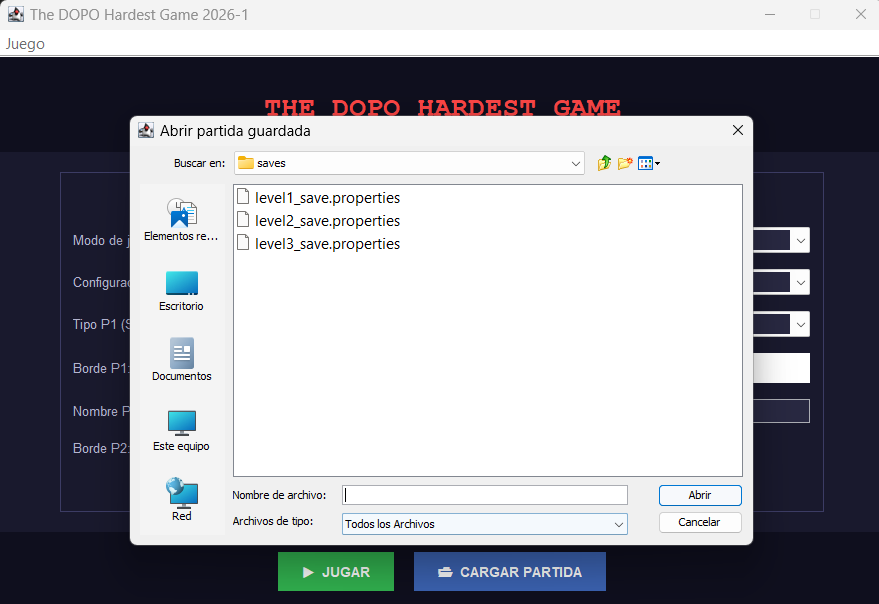 The DOPO Hardest Game 2026-1
Juego
THE DOPO HARDEST GAME
Abrir partida guardada
Buscar en: saves
level1_save.properties
level2_save.properties
level3_save.properties
Elementos re...
Escritorio
Documentos
Este equipo
Red
Modo de j
Configurac
Tipo P1 (S
Borde P1:
Nombre P
Borde P2:
Nombre de archivo:
Abrir
Archivos de tipo: Todos los Archivos
Cancelar
JUGAR
CARGAR PARTIDA